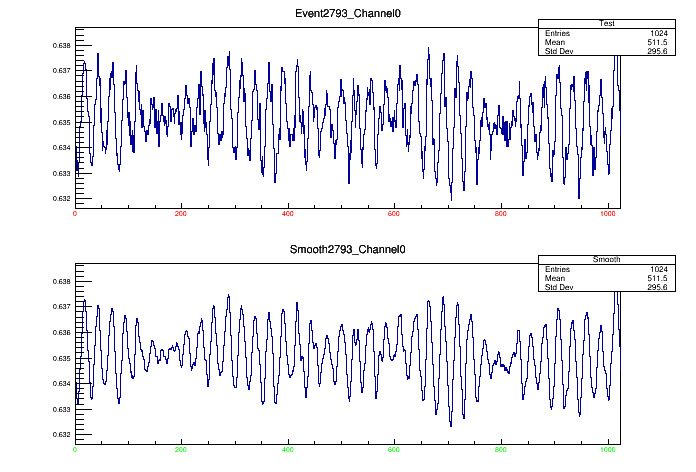 Event2793_Channel0
Test
Entries 1024
Mean 511.5
Std Dev 295.6
0.638
0.637
0.636
0.635
0.634
0.633
0.632
0 200 400 600 800 1000
Smooth2793_Channel0
Smooth
Entries 1024
Mean 511.5
Std Dev 295.6
0.638
0.637
0.636
0.635
0.634
0.633
0.632
0 200 400 600 800 1000